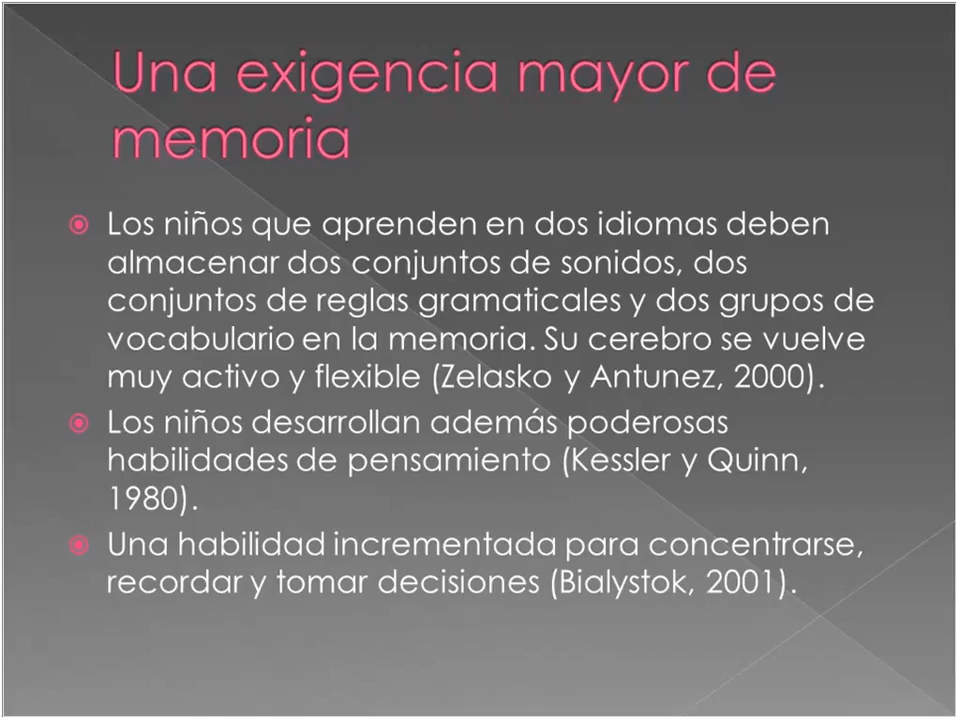 Una exigencia mayor de
memoria
Los niños que aprenden en dos idiomas deben
almacenar dos conjuntos de sonidos, dos
conjuntos de reglas gramaticales y dos grupos de
vocabulario en la memoria. Su cerebro se vuelve
muy activo y flexible (Zelasko y Antunez, 2000).
Los niños desarrollan además poderosas
habilidades de pensamiento (Kessler y Quinn,
1980).
Una habilidad incrementada para concentrarse,
recordar y tomar decisiones (Bialystok, 2001).